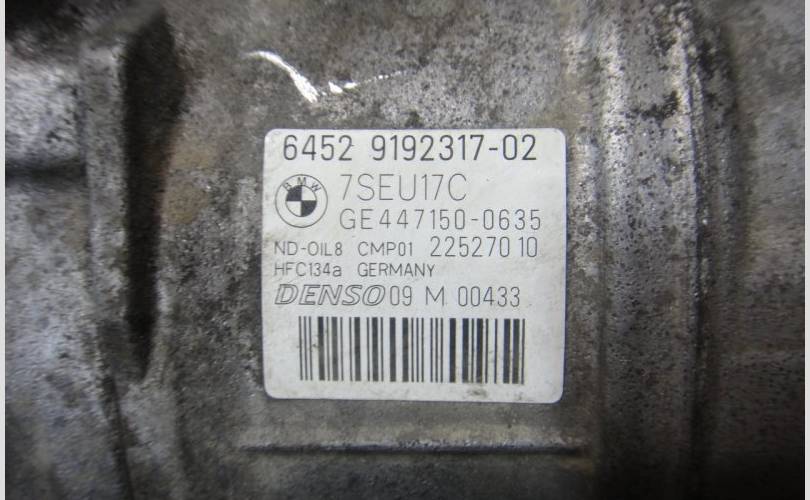 6452 9192317-02
BMW
7SEU17C
GE447150-0635
ND-OIL8 CMP01 22527010
HFC134a GERMANY
DENSO 09 M 00433